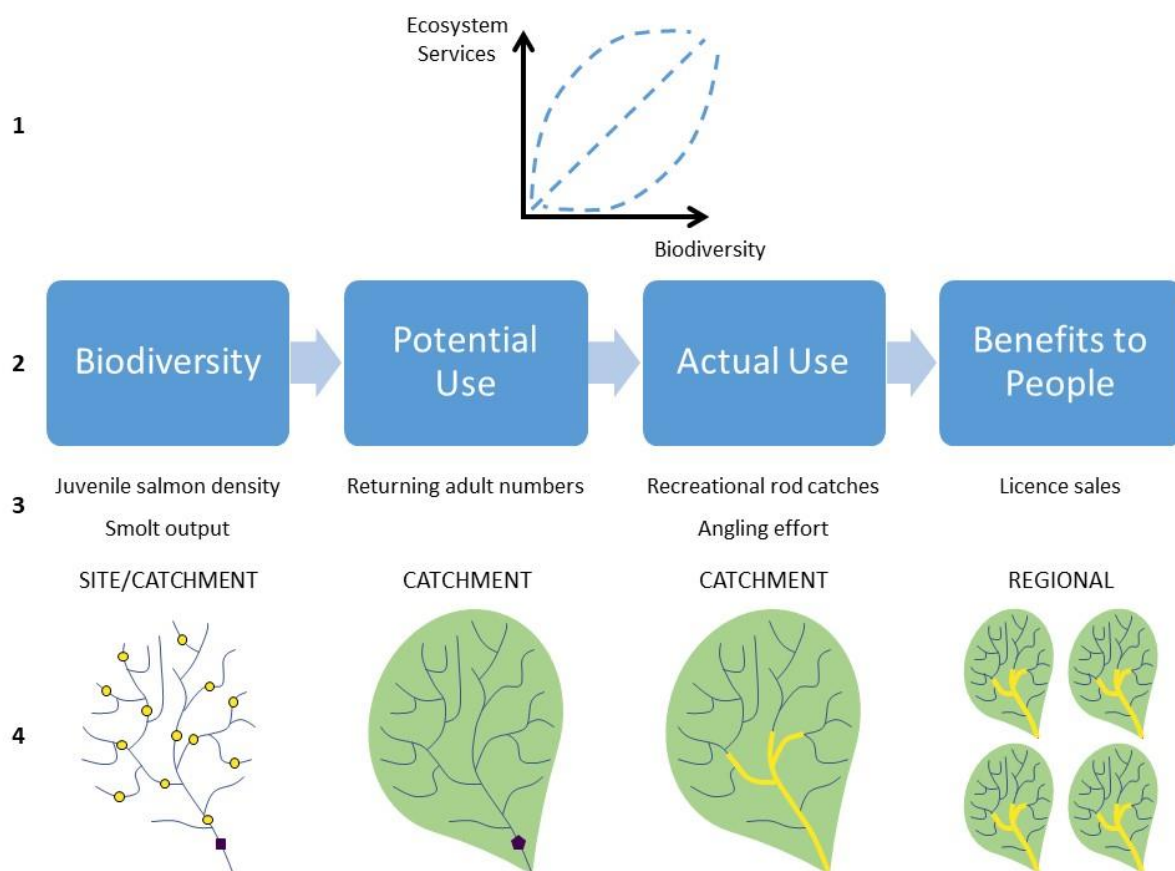 Ecosystem
Services
1
Biodiversity
2
Biodiversity
Potential
Use
Actual Use
Benefits to
People
3
Juvenile salmon density
Smolt output
Returning adult numbers
Recreational rod catches
Angling effort
Licence sales
4
SITE/CATCHMENT
CATCHMENT
CATCHMENT
REGIONAL